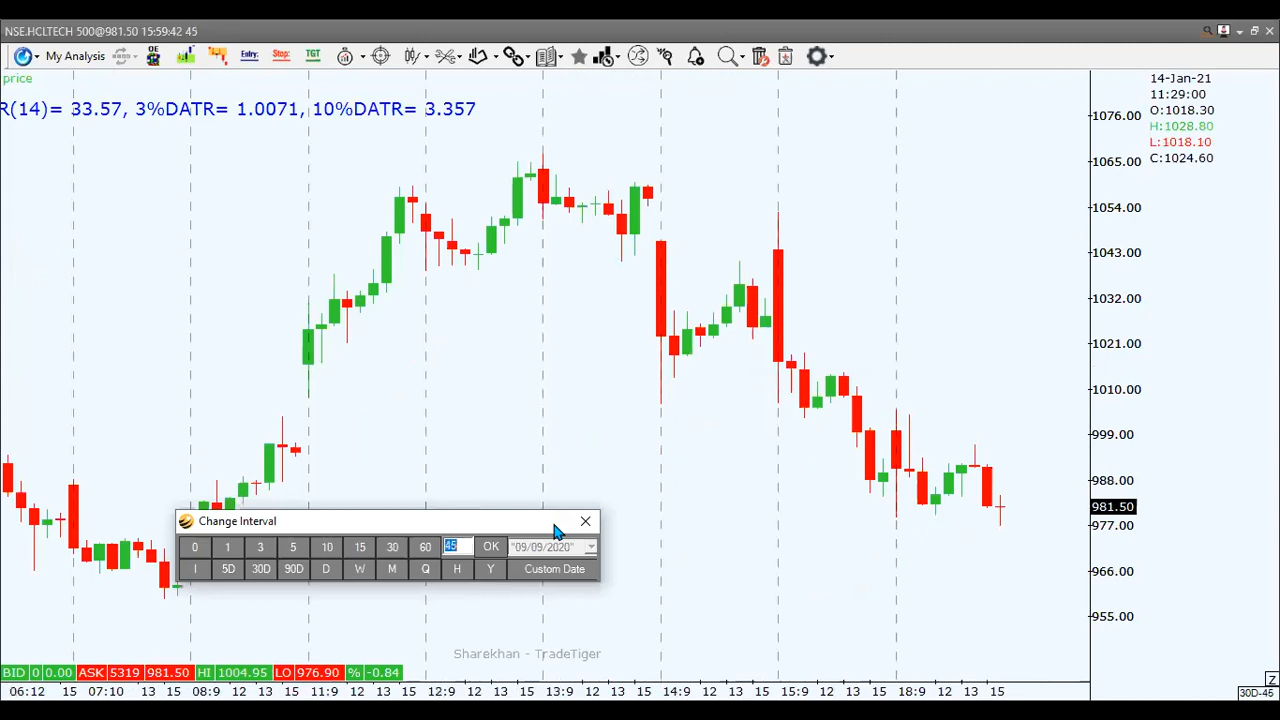 NSE.HCLTECH 500@981.50 15:59:42 45
My Analysis
OE
Entry:
Stop:
TGT
price
R(14)= 33.57, 3%DATR= 1.0071, 10%DATR= 3.357
14-Jan-21
11:29:00
O:1018.30
H:1028.80
L:1018.10
C:1024.60
1076.00
1065.00
1054.00
1043.00
1032.00
1021.00
1010.00
999.00
988.00
981.50
977.00
966.00
955.00
Change Interval
0 1 3 5 10 15 30 60 45 OK "09/09/2020"
I 5D 30D 90D D W M Q H Y Custom Date
Sharekhan - TradeTiger
BID 0 0.00 ASK 5319 981.50 HI 1004.95 LO 976.90 % -0.84
06:12 15 07:10 13 15 08:9 12 15 11:9 12 15 12:9 12 15 13:9 12 15 14:9 12 15 15:9 12 15 18:9 12 13 15
Z
30D-45